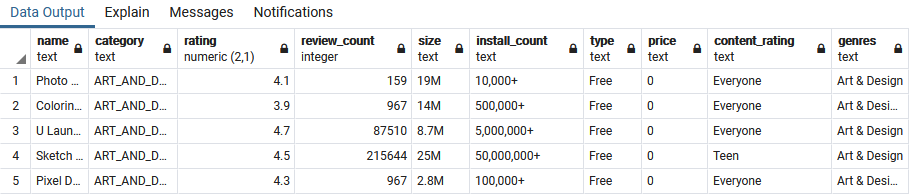 Data Output Explain Messages Notifications
name category rating review_count size install_count type price content_rating genres
text text numeric (2,1) integer text text text text text text
1 Photo ... ART_AND_D... 4.1 159 19M 10,000+ Free 0 Everyone Art & Design
2 Colorin... ART_AND_D... 3.9 967 14M 500,000+ Free 0 Everyone Art & Desi...
3 U Laun... ART_AND_D... 4.7 87510 8.7M 5,000,000+ Free 0 Everyone Art & Design
4 Sketch ... ART_AND_D... 4.5 215644 25M 50,000,000+ Free 0 Teen Art & Design
5 Pixel D... ART_AND_D... 4.3 967 2.8M 100,000+ Free 0 Everyone Art & Desi...